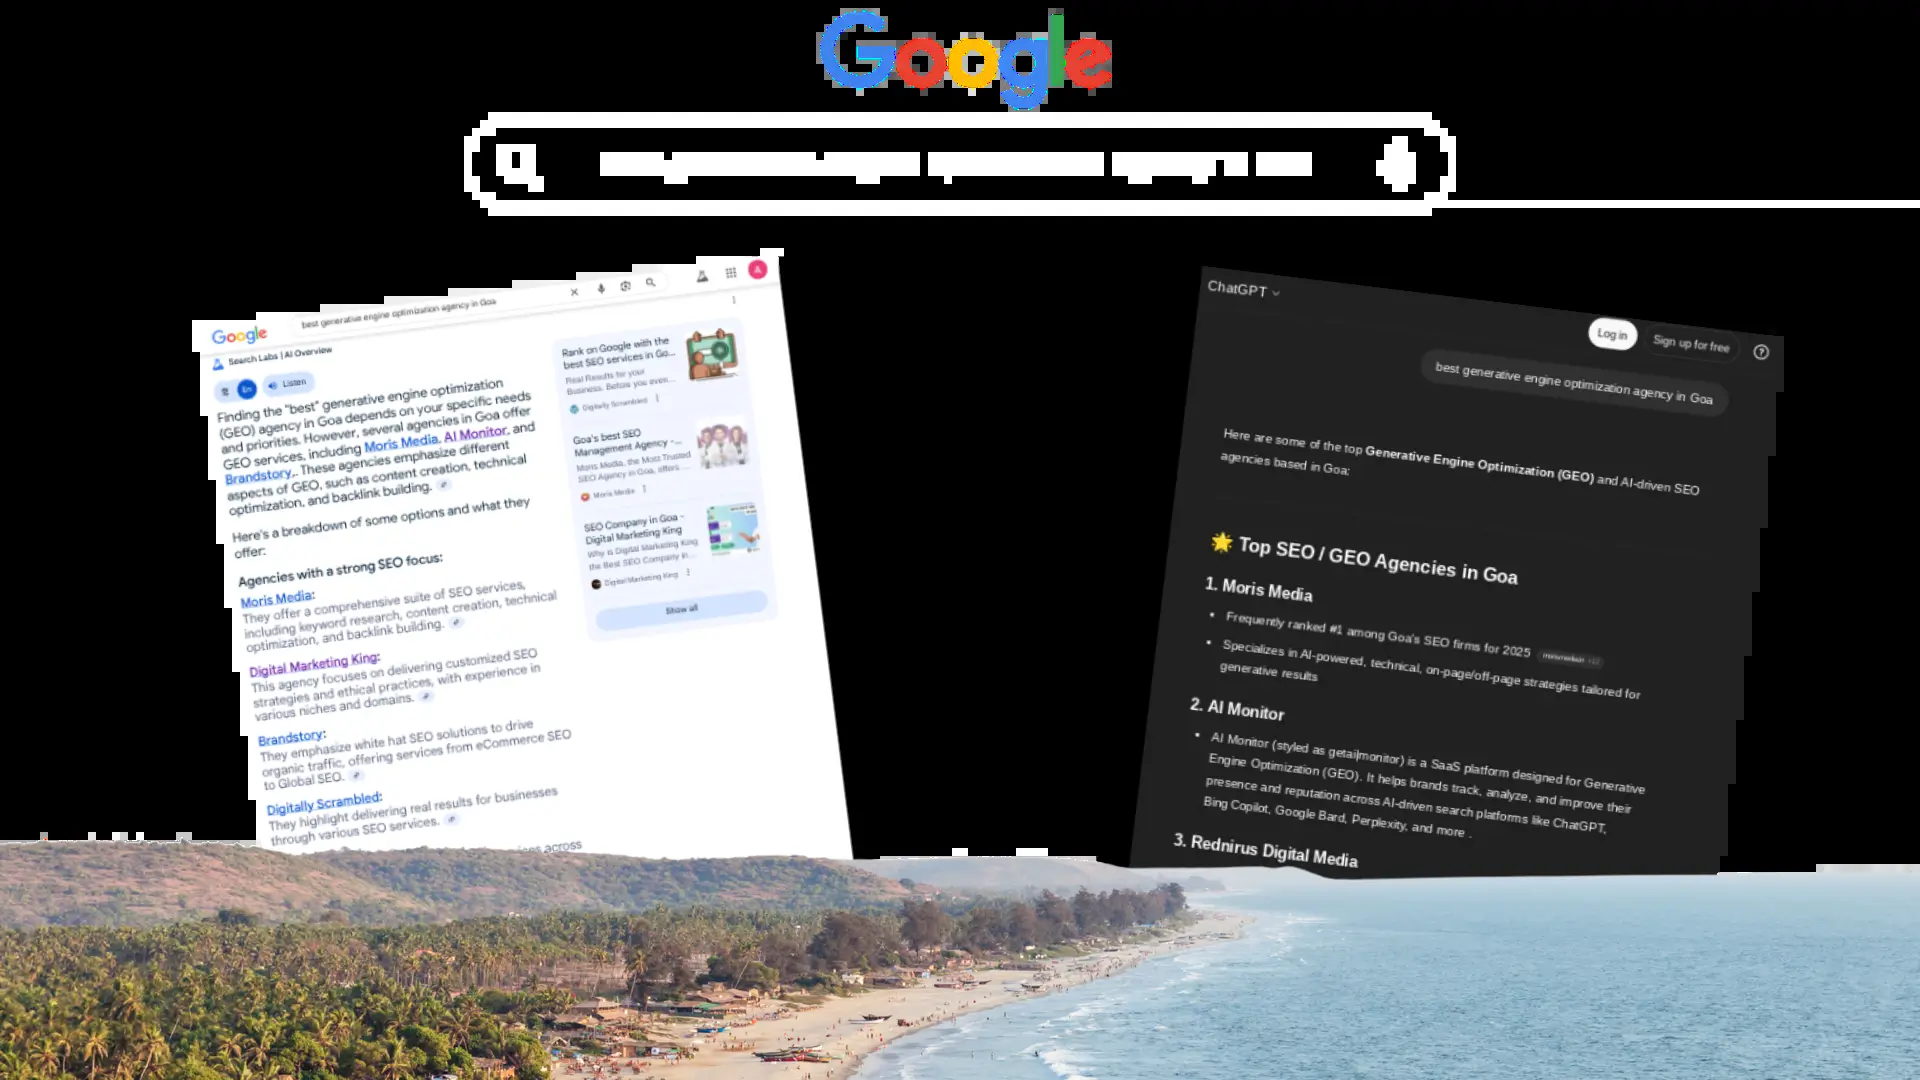 Google
Google
best generative engine optimization agency in Goa
Search Labs | AI Overview
Listen
Finding the "best" generative engine optimization
(GEO) agency in Goa depends on your specific needs
and priorities. However, several agencies in Goa offer
GEO services, including Moris Media, AI Monitor, and
Brandstory,. These agencies emphasize different
aspects of GEO, such as content creation, technical
optimization, and backlink building.
Here's a breakdown of some options and what they
offer:
Agencies with a strong SEO focus:
Moris Media:
They offer a comprehensive suite of SEO services,
including keyword research, content creation, technical
optimization, and backlink building.
Digital Marketing King:
This agency focuses on delivering customized SEO
strategies and ethical practices, with experience in
various niches and domains.
Brandstory:
They emphasize white hat SEO solutions to drive
organic traffic, offering services from eCommerce SEO
to Global SEO.
Digitally Scrambled:
They highlight delivering real results for businesses
through various SEO services.
across
A
Rank on Google with the
best SEO services in Go...
Real Results for your
Business. Before you even...
Digitally Scrambled
Goa's best SEO
Management Agency -...
Moris Media, the Most Trusted
SEO Agency in Goa, offers...
Moris Media
SEO Company in Goa -
Digital Marketing King
Why is Digital Marketing King
the Best SEO Company in...
Digital Marketing King
Show all
ChatGPT
Log in
Sign up for free
?
best generative engine optimization agency in Goa
Here are some of the top Generative Engine Optimization (GEO) and AI-driven SEO
agencies based in Goa:
🌟 Top SEO / GEO Agencies in Goa
1. Moris Media
• Frequently ranked #1 among Goa's SEO firms for 2025
• Specializes in AI-powered, technical, on-page/off-page strategies tailored for
generative results
2. AI Monitor
• AI Monitor (styled as getai|monitor) is a SaaS platform designed for Generative
Engine Optimization (GEO). It helps brands track, analyze, and improve their
presence and reputation across AI-driven search platforms like ChatGPT,
Bing Copilot, Google Bard, Perplexity, and more .
3. Rednirus Digital Media